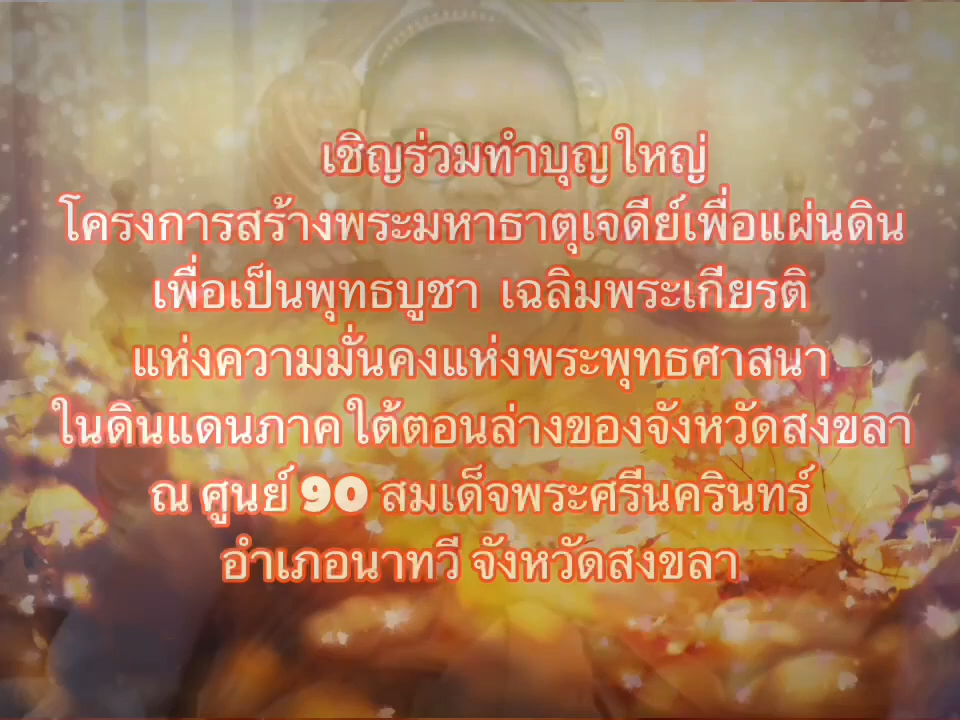 เชิญร่วมทำบุญใหญ่
โครงการสร้างพระมหาธาตุเจดีย์เพื่อแผ่นดิน
เพื่อเป็นพุทธบูชา เฉลิมพระเกียรติ
แห่งความมั่นคงแห่งพระพุทธศาสนา
ในดินแดนภาคใต้ตอนล่างของจังหวัดสงขลา
ณ ศูนย์ 90 สมเด็จพระศรีนครินทร์
อำเภอนาทวี จังหวัดสงขลา